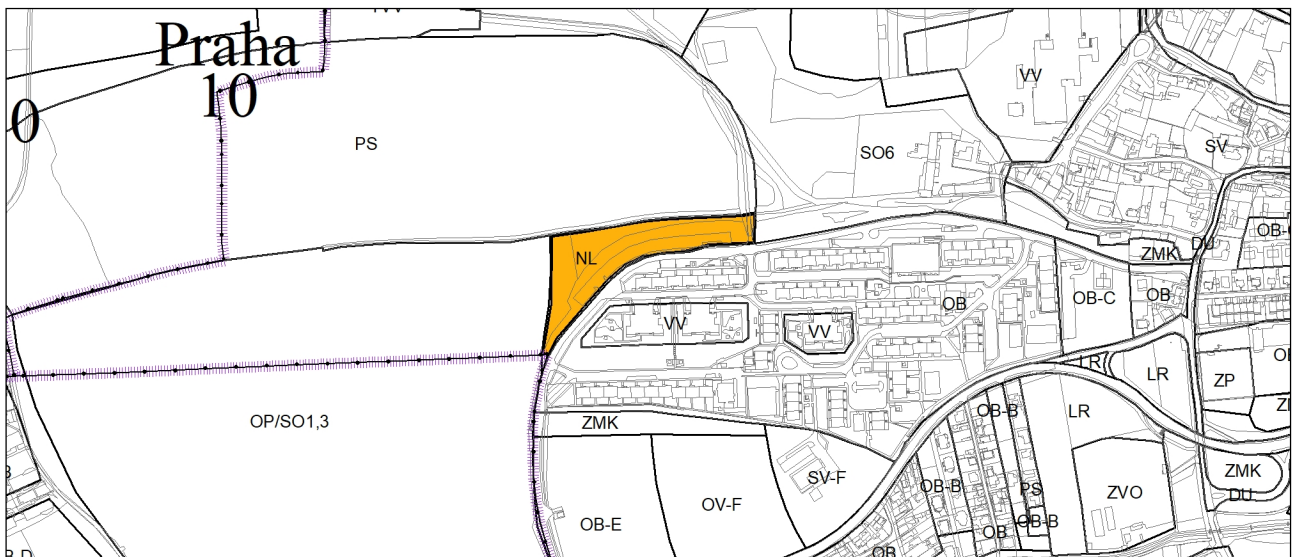 Praha
10
0
VV
PS
SO6
SV
OB-
ZMK
DU
NL
OB-C
OB
OB
VV
VV
LR
LR
ZP
OP/SO1,3
ZMK
OB-B
LR
SV-F
OB-B
PS
ZVO
ZMK
DU
OV-F
OB-E
OB
OB-B
OB